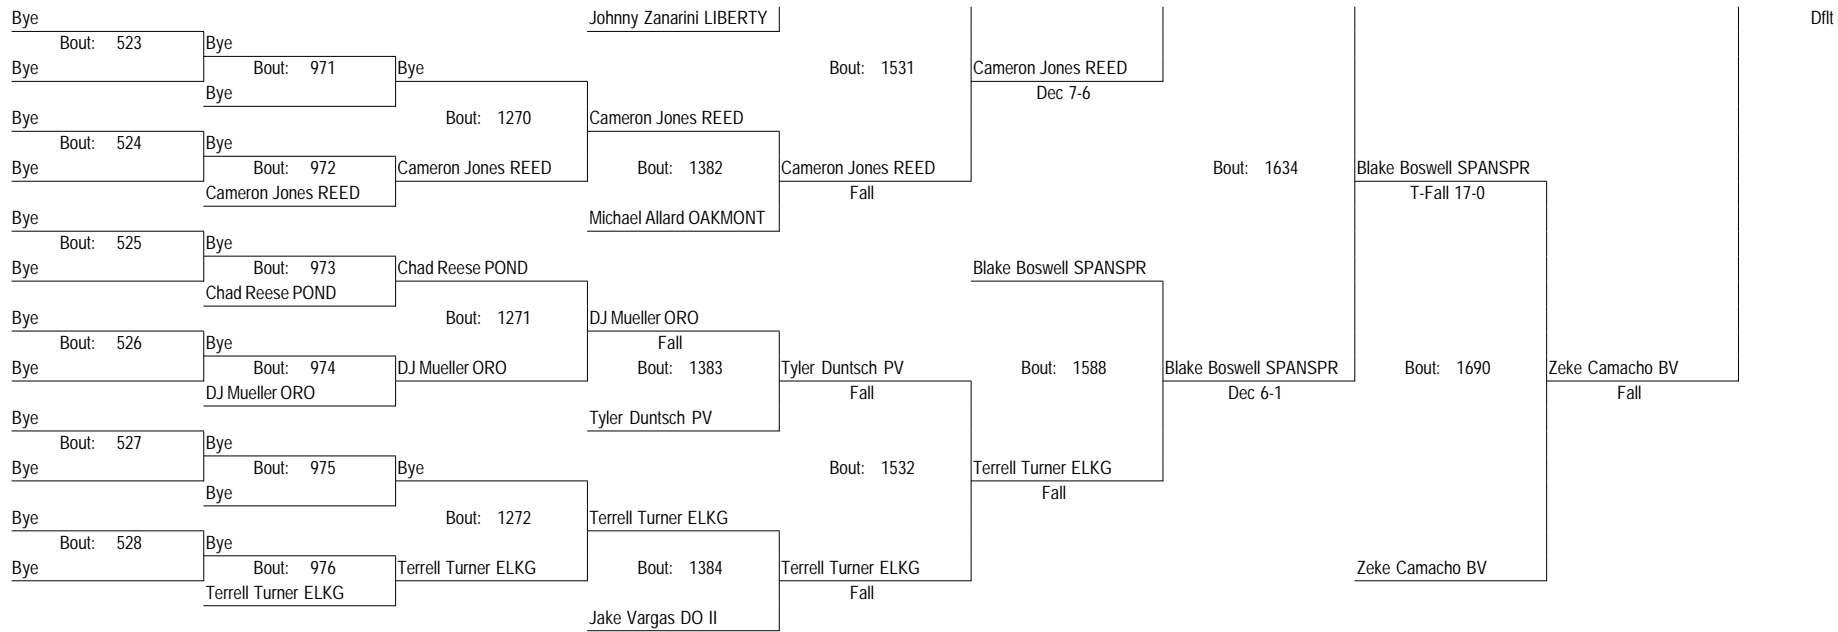 Bye Johnny Zanarini LIBERTY Dflt
Bout: 523 Bye
Bye Bout: 971 Bye Bout: 1531 Cameron Jones REED
Bye Dec 7-6
Bye Bout: 1270 Cameron Jones REED
Bout: 524 Bye
Bye Bout: 972 Cameron Jones REED Bout: 1382 Cameron Jones REED Bout: 1634 Blake Boswell SPANSPR
Cameron Jones REED Fall T-Fall 17-0
Bye Michael Allard OAKMONT
Bout: 525 Bye
Bye Bout: 973 Chad Reese POND Blake Boswell SPANSPR
Chad Reese POND
Bye Bout: 1271 DJ Mueller ORO
Bout: 526 Bye Fall
Bye Bout: 974 DJ Mueller ORO Bout: 1383 Tyler Duntsch PV Bout: 1588 Blake Boswell SPANSPR Bout: 1690 Zeke Camacho BV
DJ Mueller ORO Fall Dec 6-1 Fall
Bye Tyler Duntsch PV
Bout: 527 Bye
Bye Bout: 975 Bye Bout: 1532 Terrell Turner ELKG
Bye Fall
Bye Bout: 1272 Terrell Turner ELKG
Bout: 528 Bye
Bye Bout: 976 Terrell Turner ELKG Bout: 1384 Terrell Turner ELKG Zeke Camacho BV
Terrell Turner ELKG Fall
Jake Vargas DO II